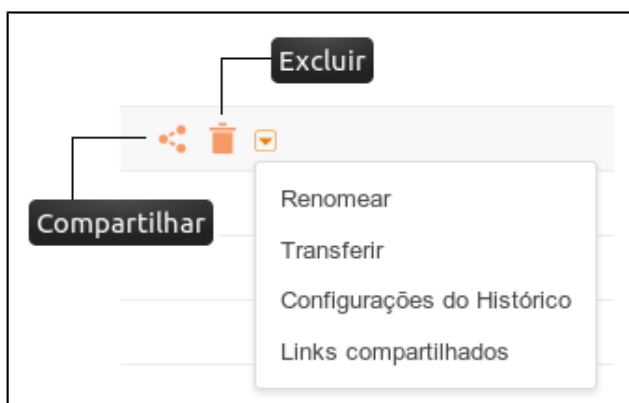 Excluir
Compartilhar
Renomear
Transferir
Configurações do Histórico
Links compartilhados